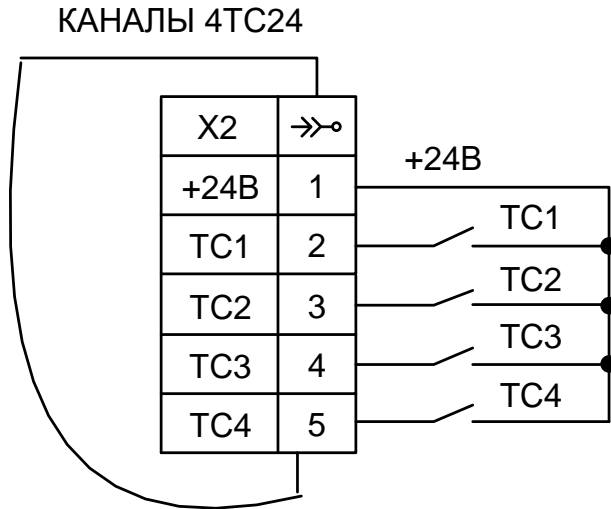 КАНАЛЫ 4ТС24
X2
+24В 1
+24В
ТС1 2
ТС1
ТС2 3
ТС2
ТС3 4
ТС3
ТС4 5
ТС4